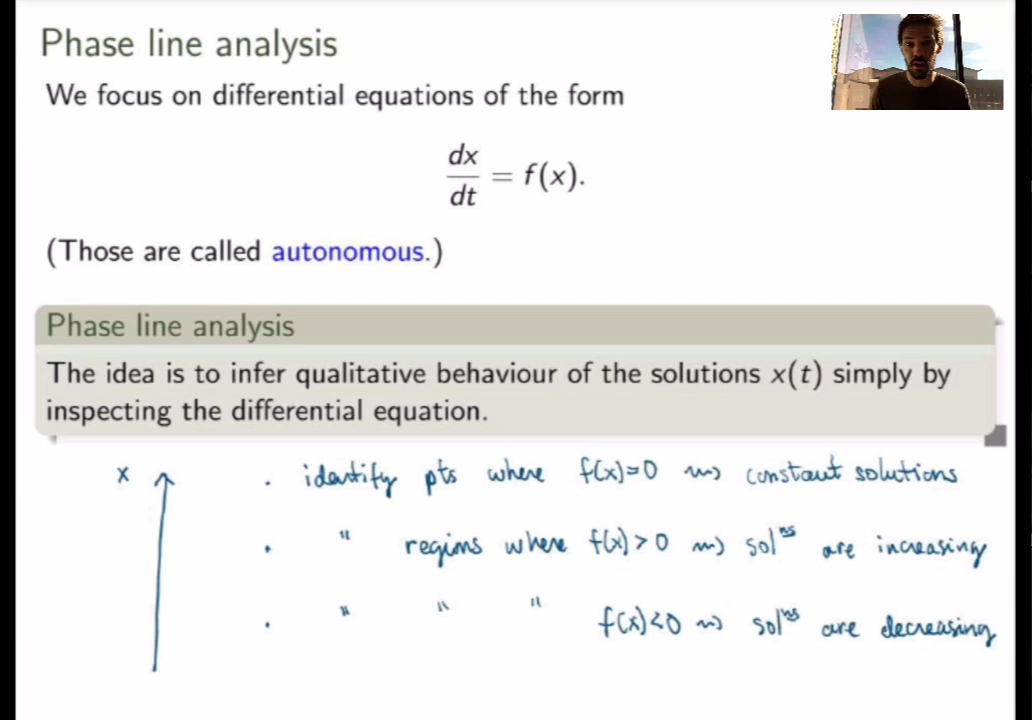 Phase line analysis
We focus on differential equations of the form
dx
dt
= f(x).
(Those are called autonomous.)
Phase line analysis
The idea is to infer qualitative behaviour of the solutions x(t) simply by
inspecting the differential equation.
x
· identify pts where f(x)=0 ⇝ constant solutions
· " regions where f(x)>0 ⇝ solⁿˢ are increasing
· " " " f(x)<0 ⇝ solⁿˢ are decreasing